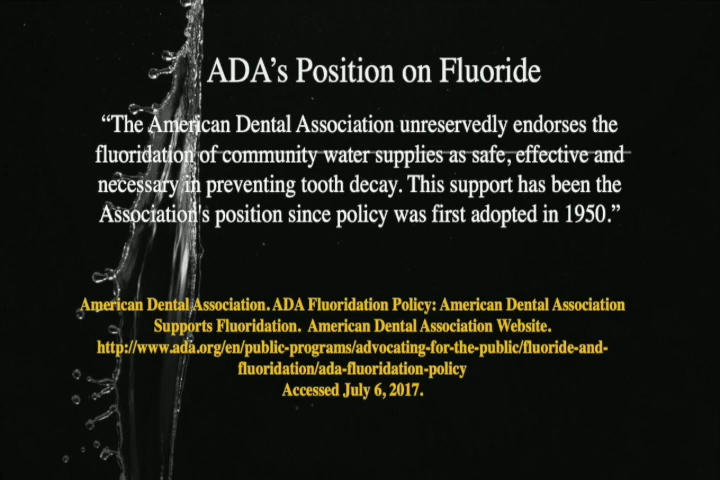 ADA’s Position on Fluoride
“The American Dental Association unreservedly endorses the
fluoridation of community water supplies as safe, effective and
necessary in preventing tooth decay. This support has been the
Association's position since policy was first adopted in 1950.”
American Dental Association. ADA Fluoridation Policy: American Dental Association
Supports Fluoridation. American Dental Association Website.
http://www.ada.org/en/public-programs/advocating-for-the-public/fluoride-and-
fluoridation/ada-fluoridation-policy
Accessed July 6, 2017.